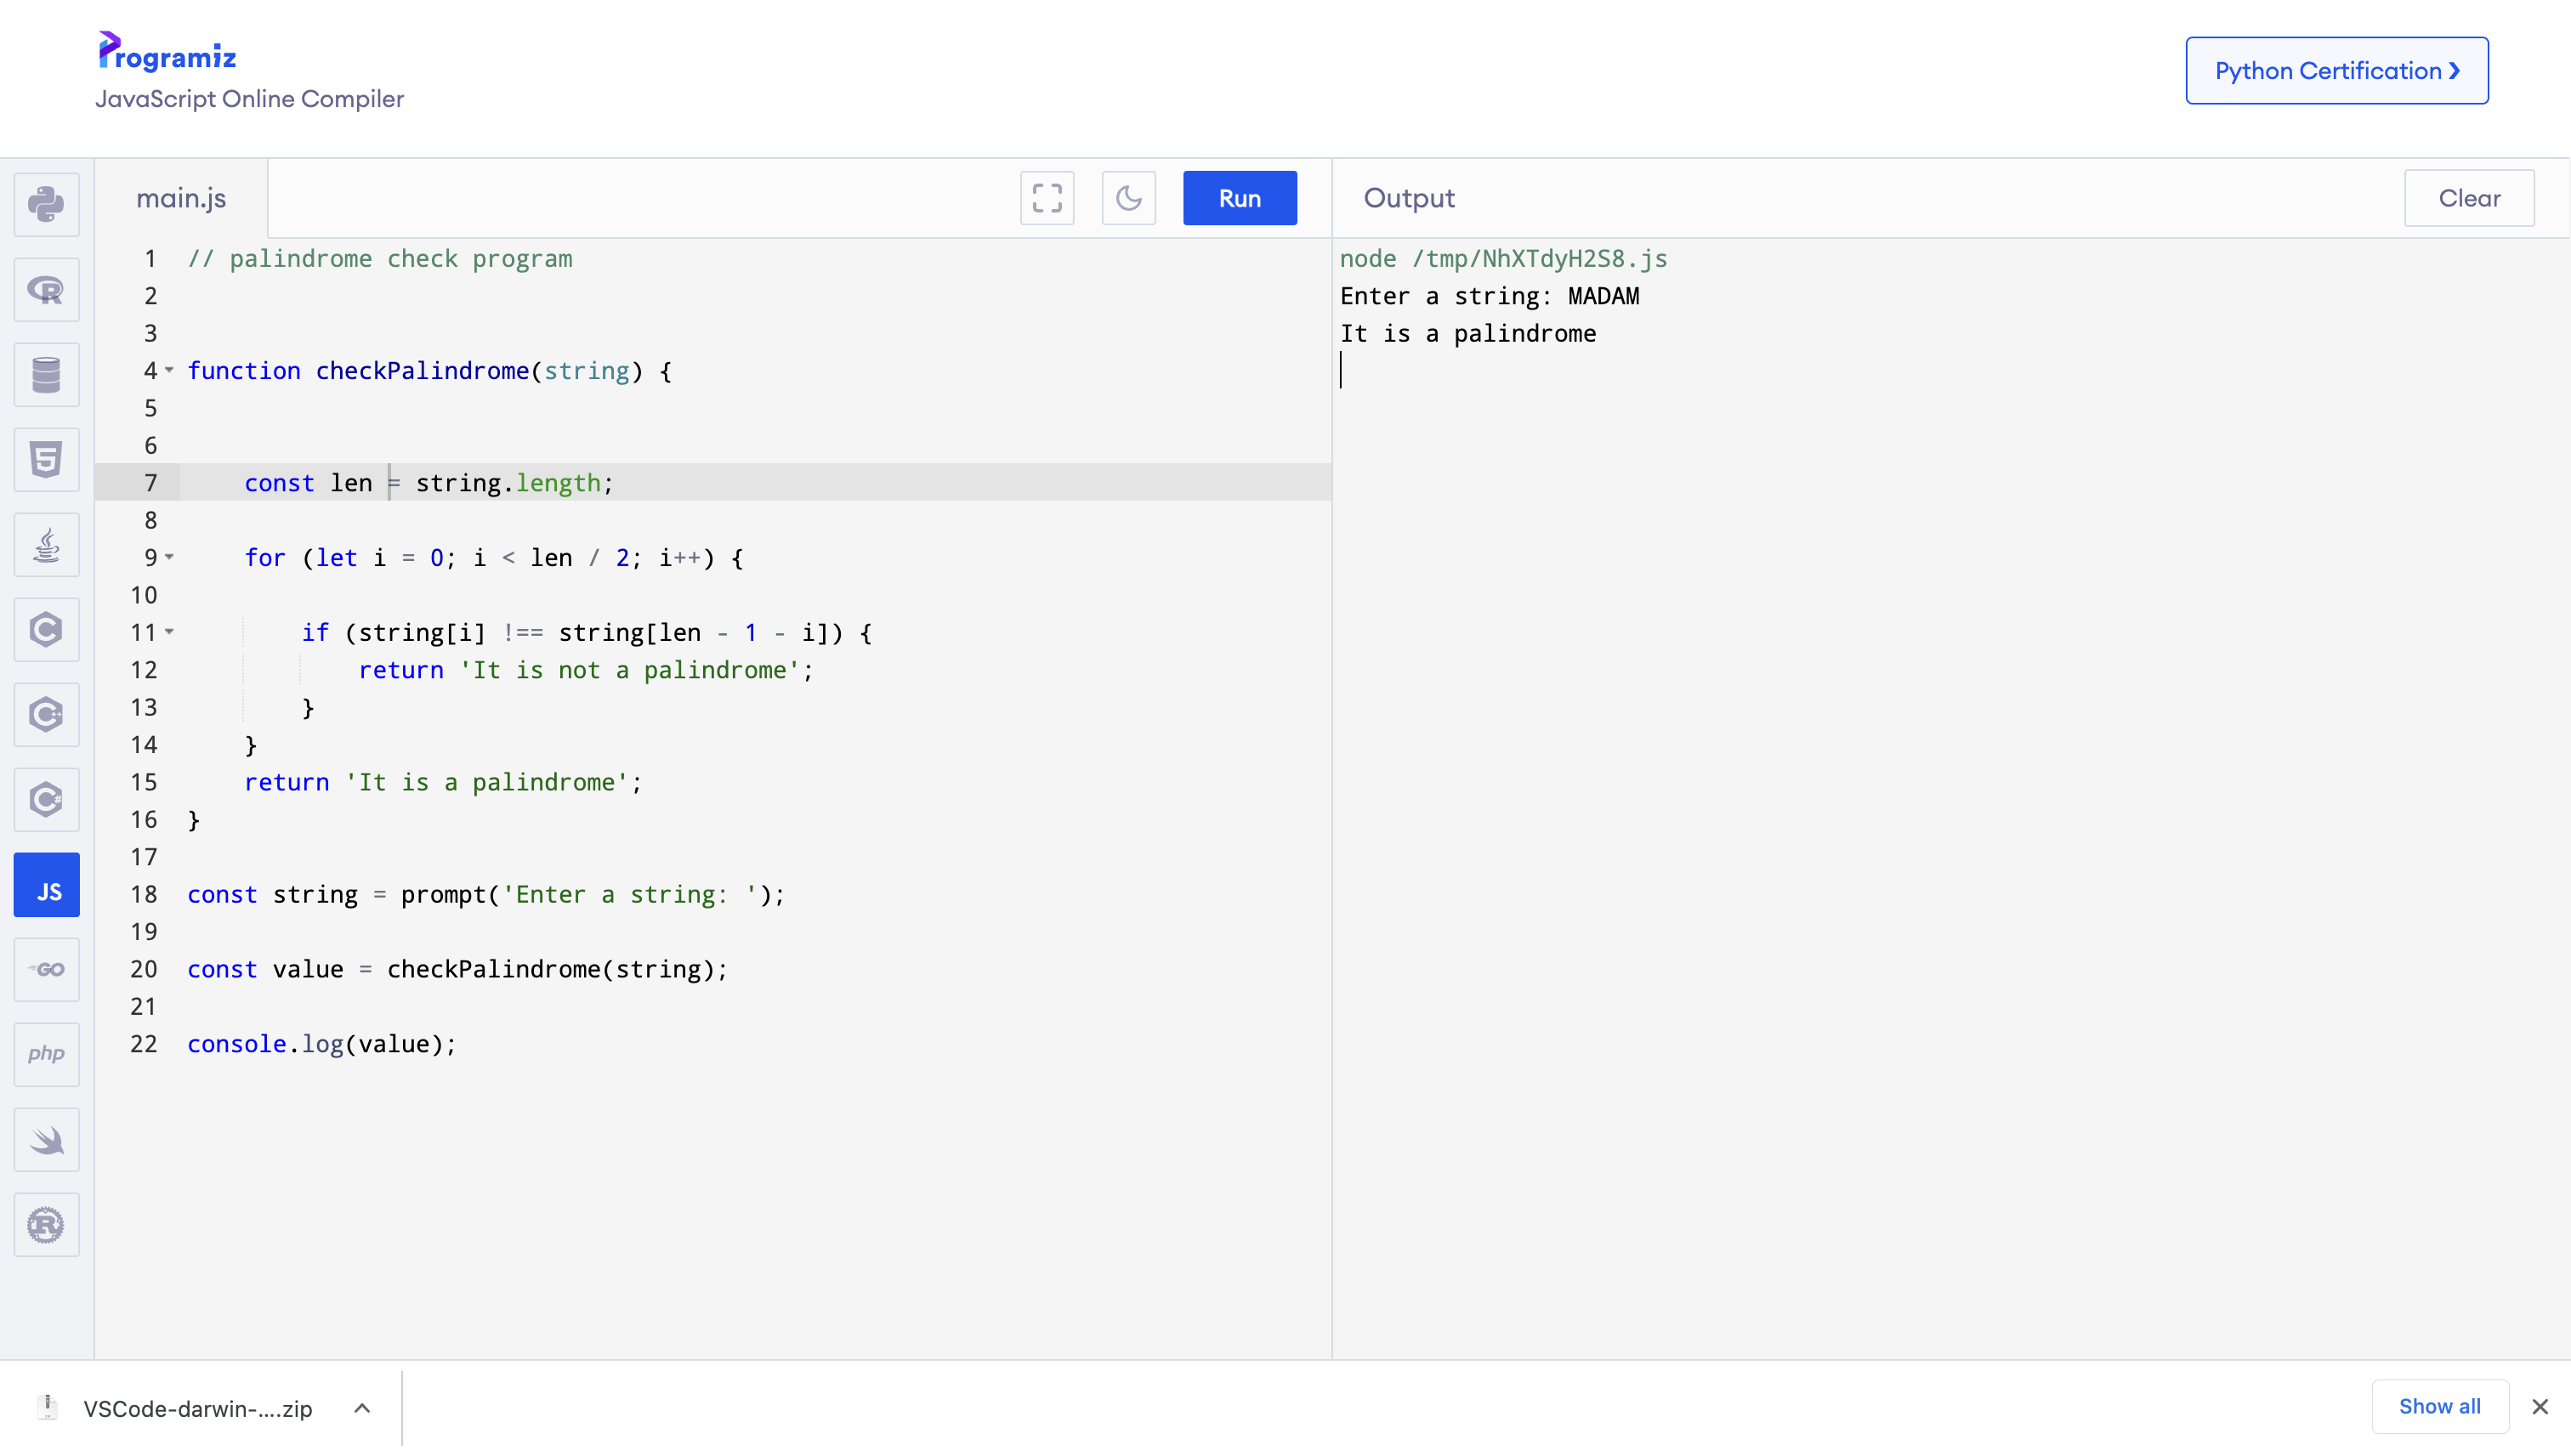 Programiz
JavaScript Online Compiler
Python Certification ❯
main.js
Run
Output
Clear
1 // palindrome check program
2
3
4 function checkPalindrome(string) {
5
6
7     const len = string.length;
8
9     for (let i = 0; i < len / 2; i++) {
10
11         if (string[i] !== string[len - 1 - i]) {
12             return 'It is not a palindrome';
13         }
14     }
15     return 'It is a palindrome';
16 }
17
18 const string = prompt('Enter a string: ');
19
20 const value = checkPalindrome(string);
21
22 console.log(value);
node /tmp/NhXTdyH2S8.js
Enter a string: MADAM
It is a palindrome
R
5
C
C++
C#
JS
GO
php
R
VSCode-darwin-....zip
Show all